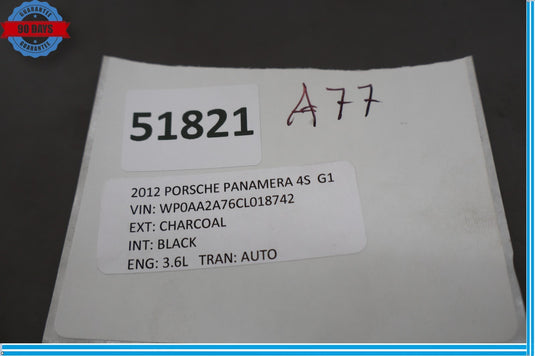 GUARANTEE
90 DAYS
GUARANTEE
51821
A77
2012 PORSCHE PANAMERA 4S G1
VIN: WP0AA2A76CL018742
EXT: CHARCOAL
INT: BLACK
ENG: 3.6L TRAN: AUTO